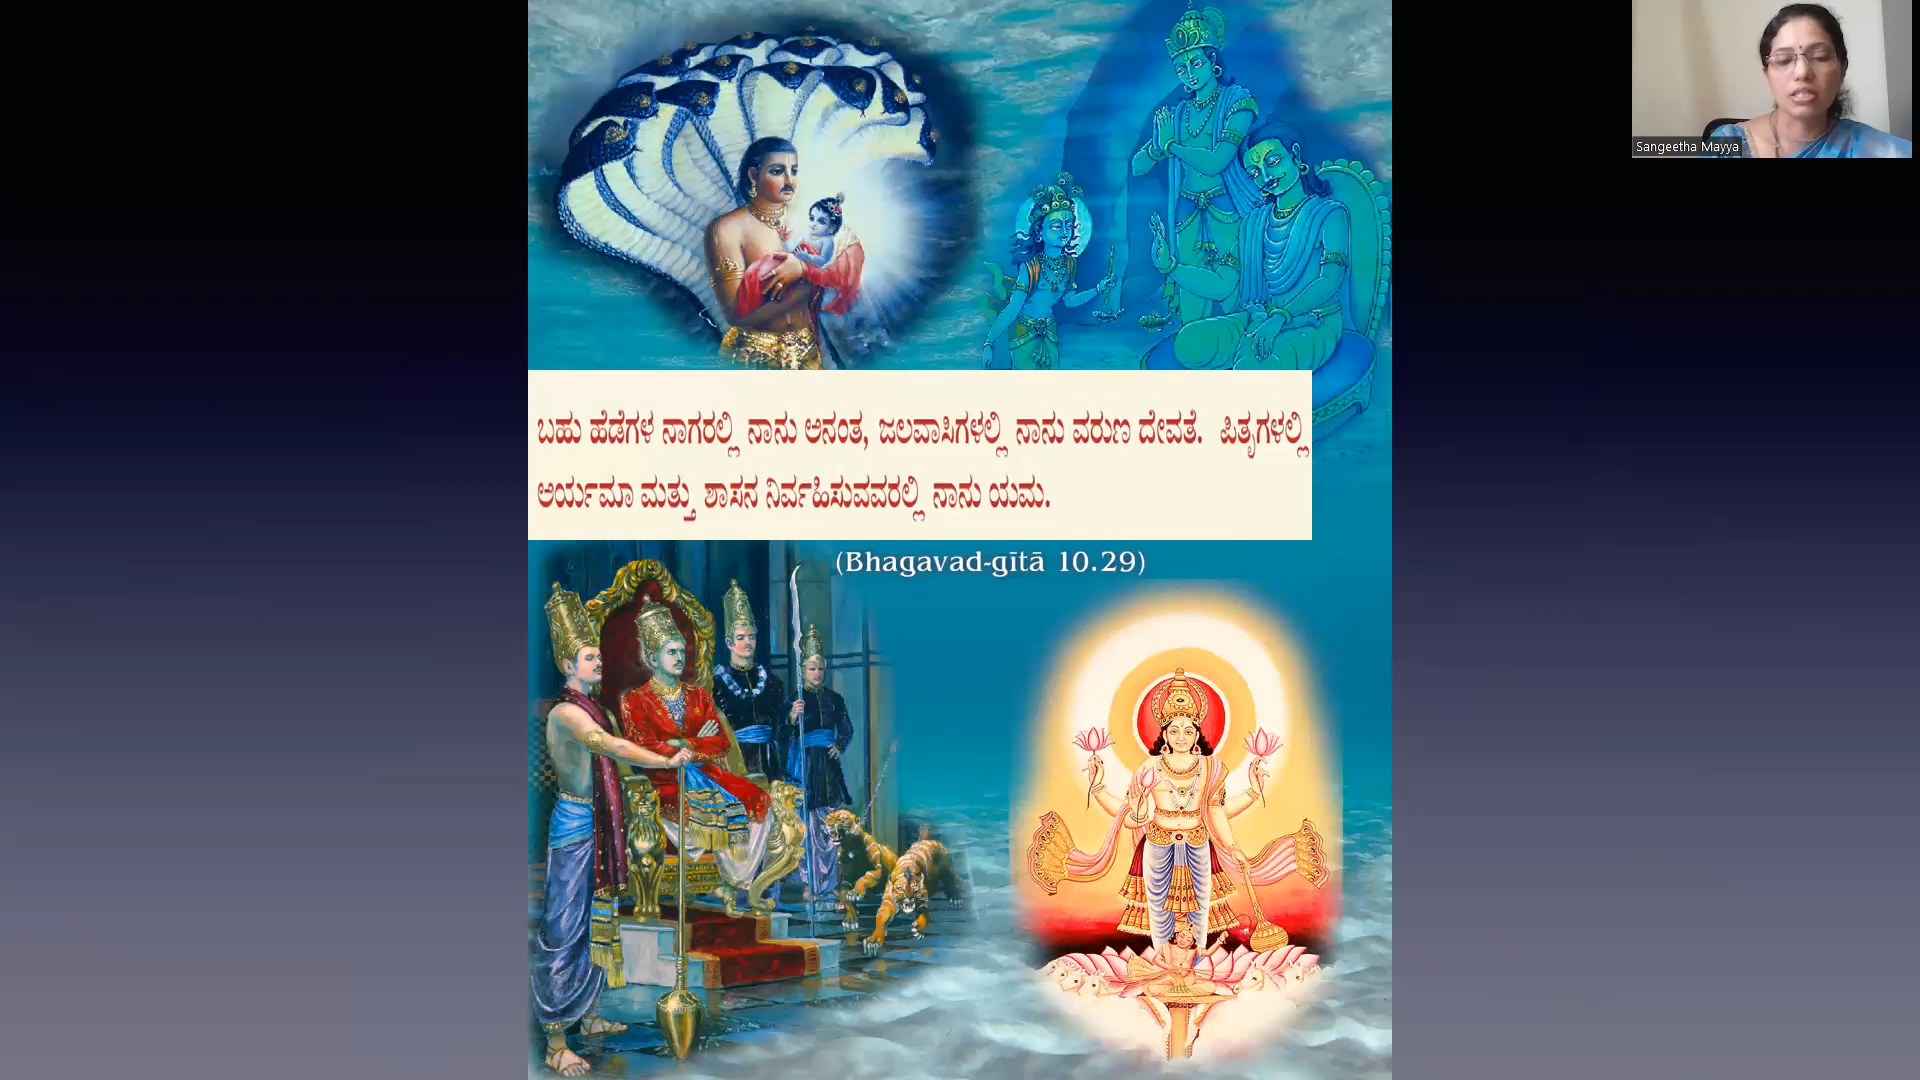 Sangeetha Mayya
ಬಹು ಹೆಡೆಗಳ ನಾಗರಲ್ಲಿ ನಾನು ಅನಂತ, ಜಲವಾಸಿಗಳಲ್ಲಿ ನಾನು ವರುಣ ದೇವತೆ. ಪಿತೃಗಳಲ್ಲಿ
ಅರ್ಯಮಾ ಮತ್ತು ಶಾಸನ ನಿರ್ವಹಿಸುವವರಲ್ಲಿ ನಾನು ಯಮ.
(Bhagavad-gītā 10.29)